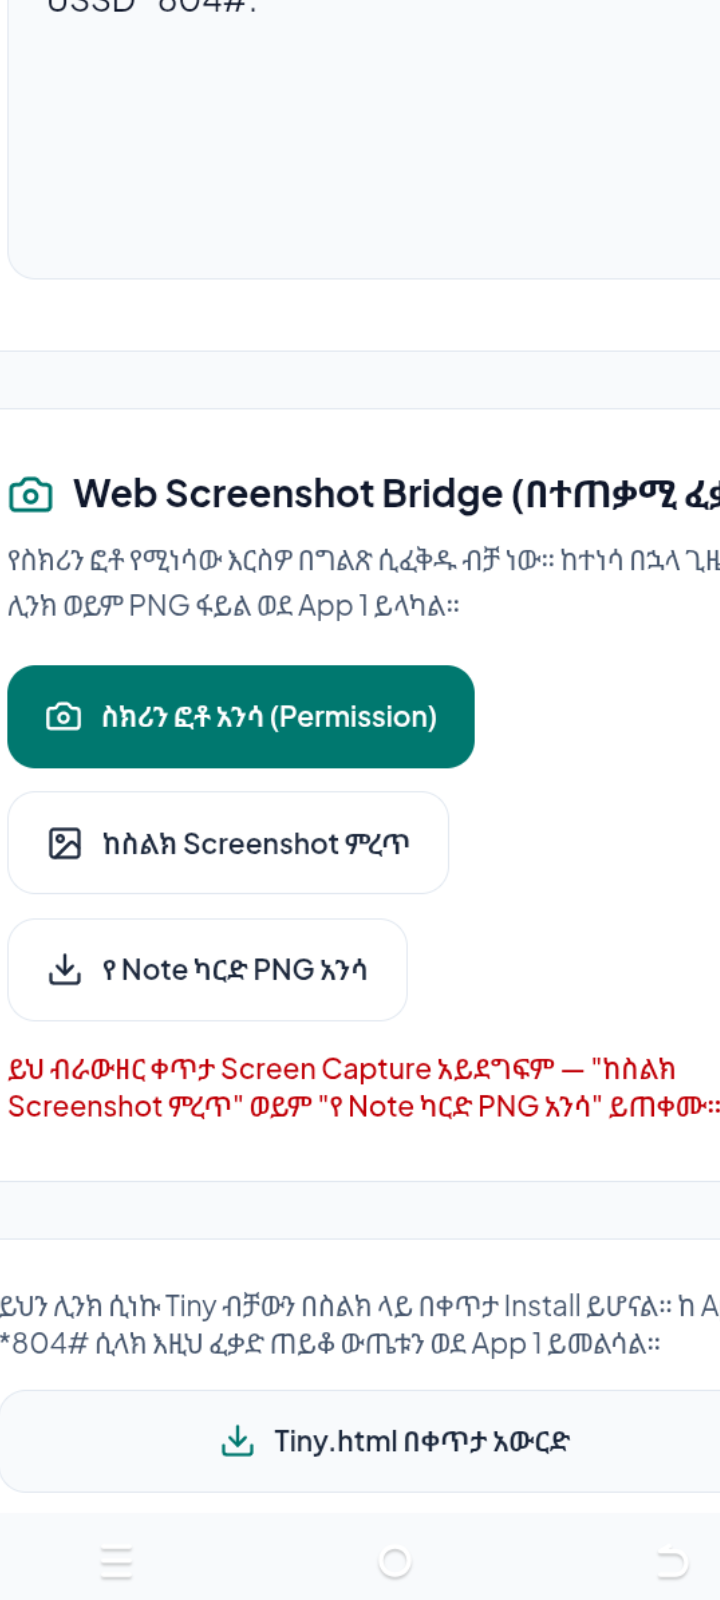 USSD *804#.
Web Screenshot Bridge (በተጠቃሚ
የስክሪን ፎቶ የሚነሳው እርስዎ በግልጽ ሲፈቅዱ ብቻ ነው። ከተነሳ በኋላ
ሊንክ ወይም PNG ፋይል ወደ App 1 ይላካል።
ስክሪን ፎቶ አንሳ (Permission)
ከስልክ Screenshot ምረጥ
የ Note ካርድ PNG አንሳ
ይህ ብራውዘር ቀጥታ Screen Capture አይደግፍም — "ከስልክ
Screenshot ምረጥ" ወይም "የ Note ካርድ PNG አንሳ" ይጠቀሙ።
ይህን ሊንክ ሲነኩ Tiny ብቻውን በስልክ ላይ በቀጥታ Install ይሆናል። ከ A
*804# ሲላክ እዚህ ፈቃድ ጠይቆ ውጤቱን ወደ App 1 ይመልሳል።
Tiny.html በቀጥታ አውርድ